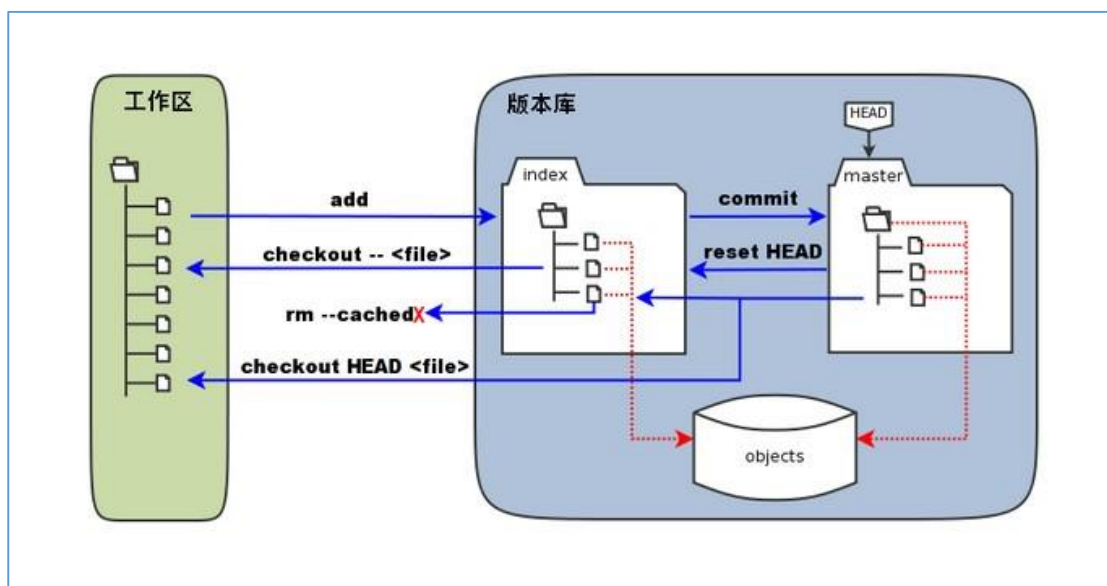 工作区
版本库
HEAD
index
master
add
commit
checkout -- <file>
reset HEAD
rm --cachedX
checkout HEAD <file>
objects